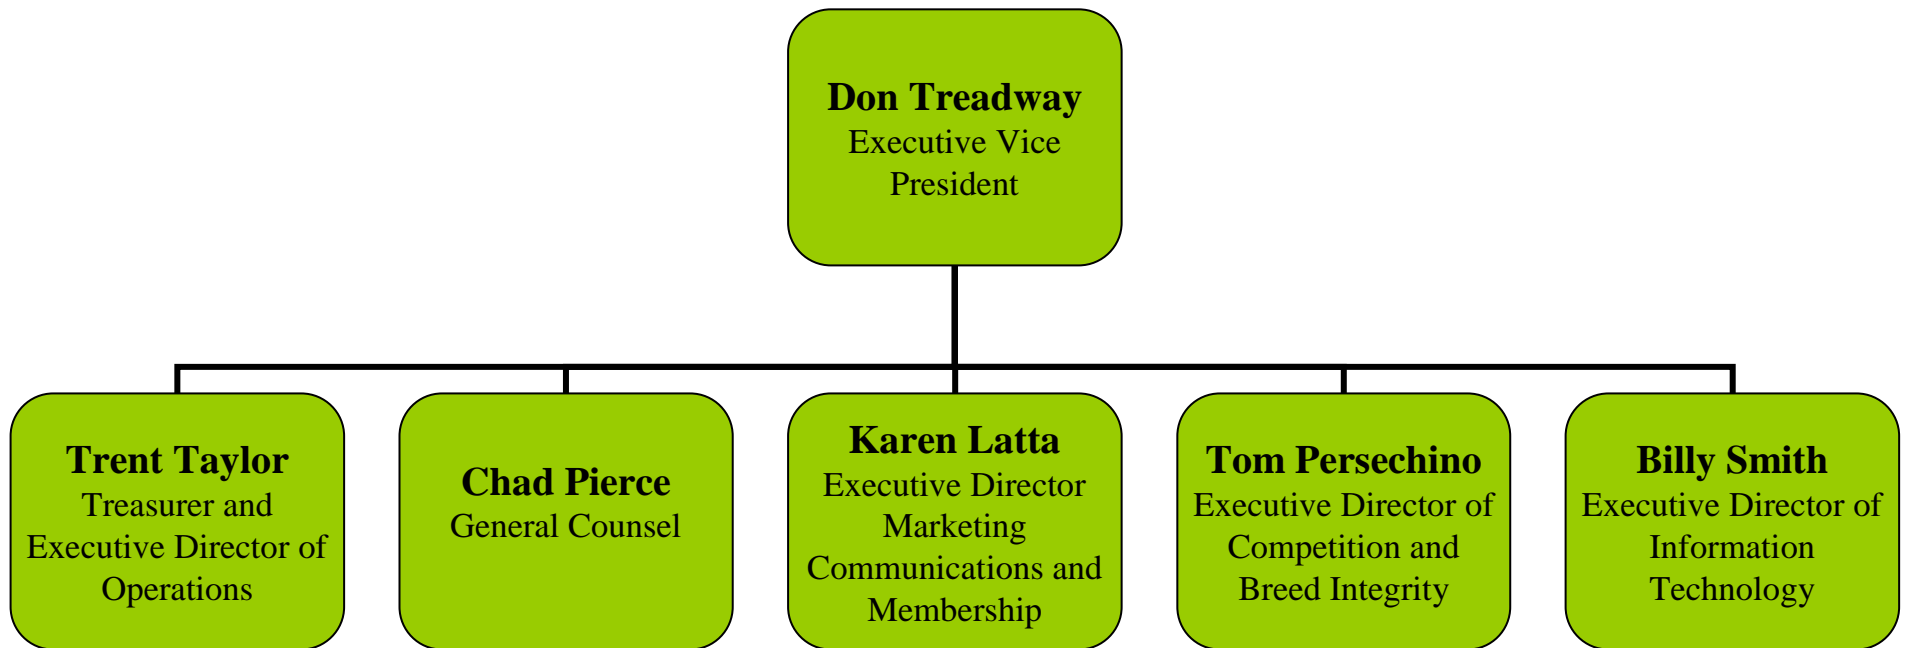 Don Treadway
Executive Vice
President
Trent Taylor
Treasurer and
Executive Director of
Operations
Chad Pierce
General Counsel
Karen Latta
Executive Director
Marketing
Communications and
Membership
Tom Persechino
Executive Director of
Competition and
Breed Integrity
Billy Smith
Executive Director of
Information
Technology